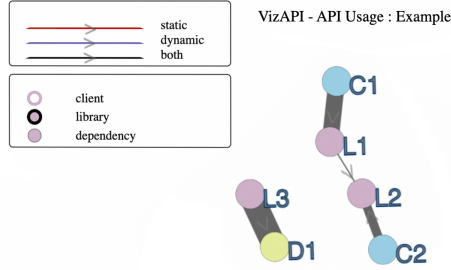 VizAPI - API Usage : Example
static
dynamic
both
client
library
dependency
C1
L1
L3
L2
D1
C2